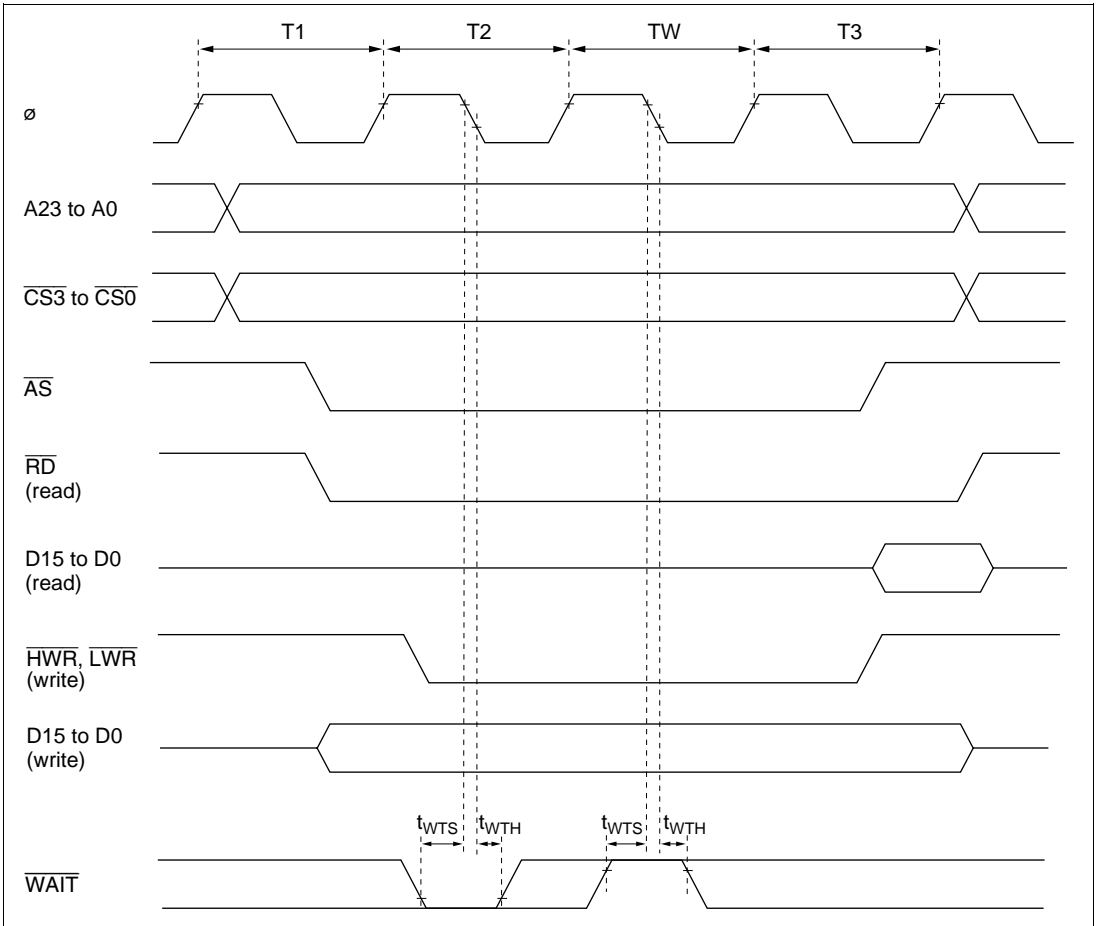 T1 T2 TW T3
ø
A23 to A0
CS3 to CS0
AS
RD
(read)
D15 to D0
(read)
HWR, LWR
(write)
D15 to D0
(write)
tWTS tWTH tWTS tWTH
WAIT